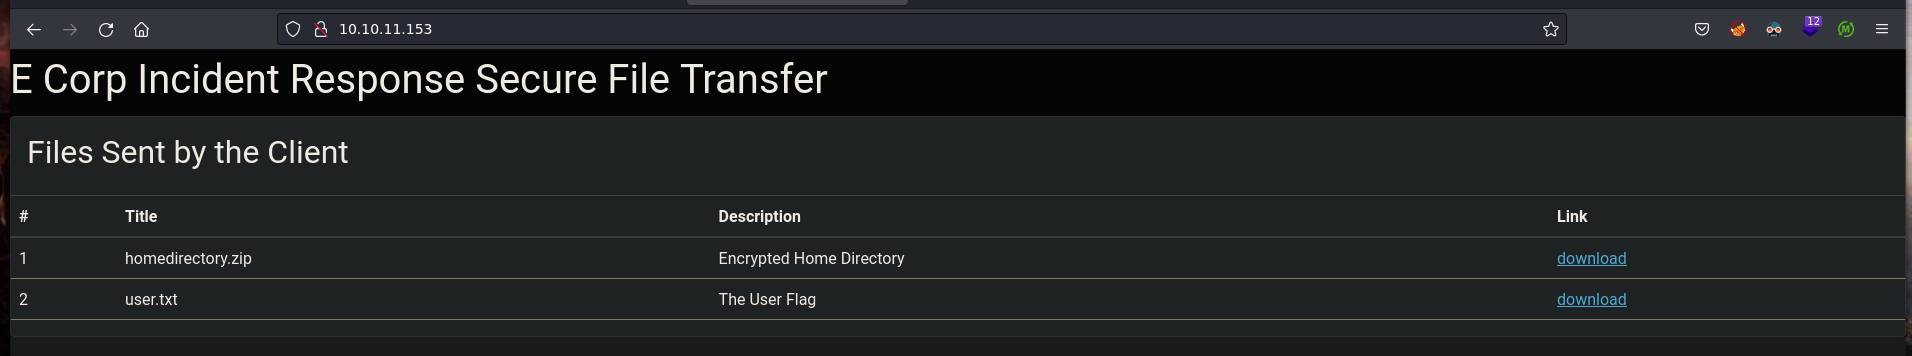 10.10.11.153
12
E Corp Incident Response Secure File Transfer
Files Sent by the Client
# Title Description Link
1 homedirectory.zip Encrypted Home Directory download
2 user.txt The User Flag download